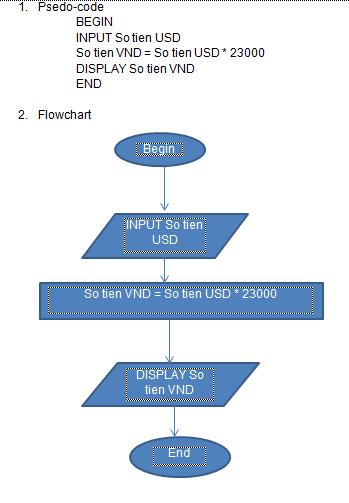 1. Psedo-code
BEGIN
INPUT So tien USD
So tien VND = So tien USD * 23000
DISPLAY So tien VND
END
2. Flowchart
Begin
INPUT So tien
USD
So tien VND = So tien USD * 23000
DISPLAY So
tien VND
End